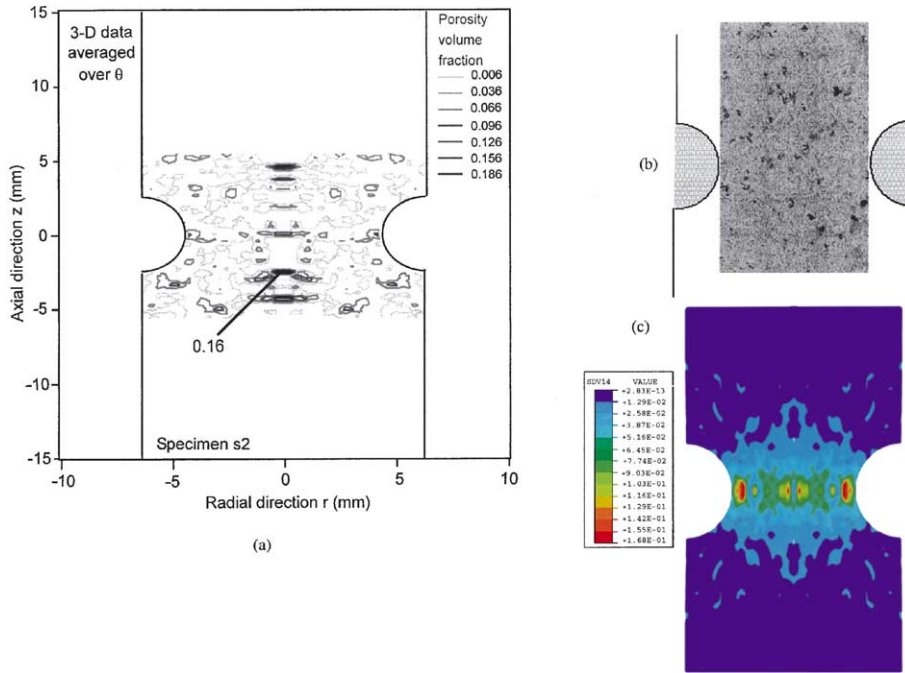 3-D data
averaged
over θ
Porosity
volume
fraction
0.006
0.036
0.066
0.096
0.126
0.156
0.186
15
10
5
0
-5
-10
-15
Axial direction z (mm)
0.16
Specimen s2
-10
-5
0
5
10
Radial direction r (mm)
(a)
(b)
(c)
SDV14 VALUE
+2.83E-13
+1.29E-02
+2.58E-02
+3.87E-02
+5.16E-02
+6.45E-02
+7.74E-02
+9.03E-02
+1.03E-01
+1.16E-01
+1.29E-01
+1.42E-01
+1.55E-01
+1.68E-01